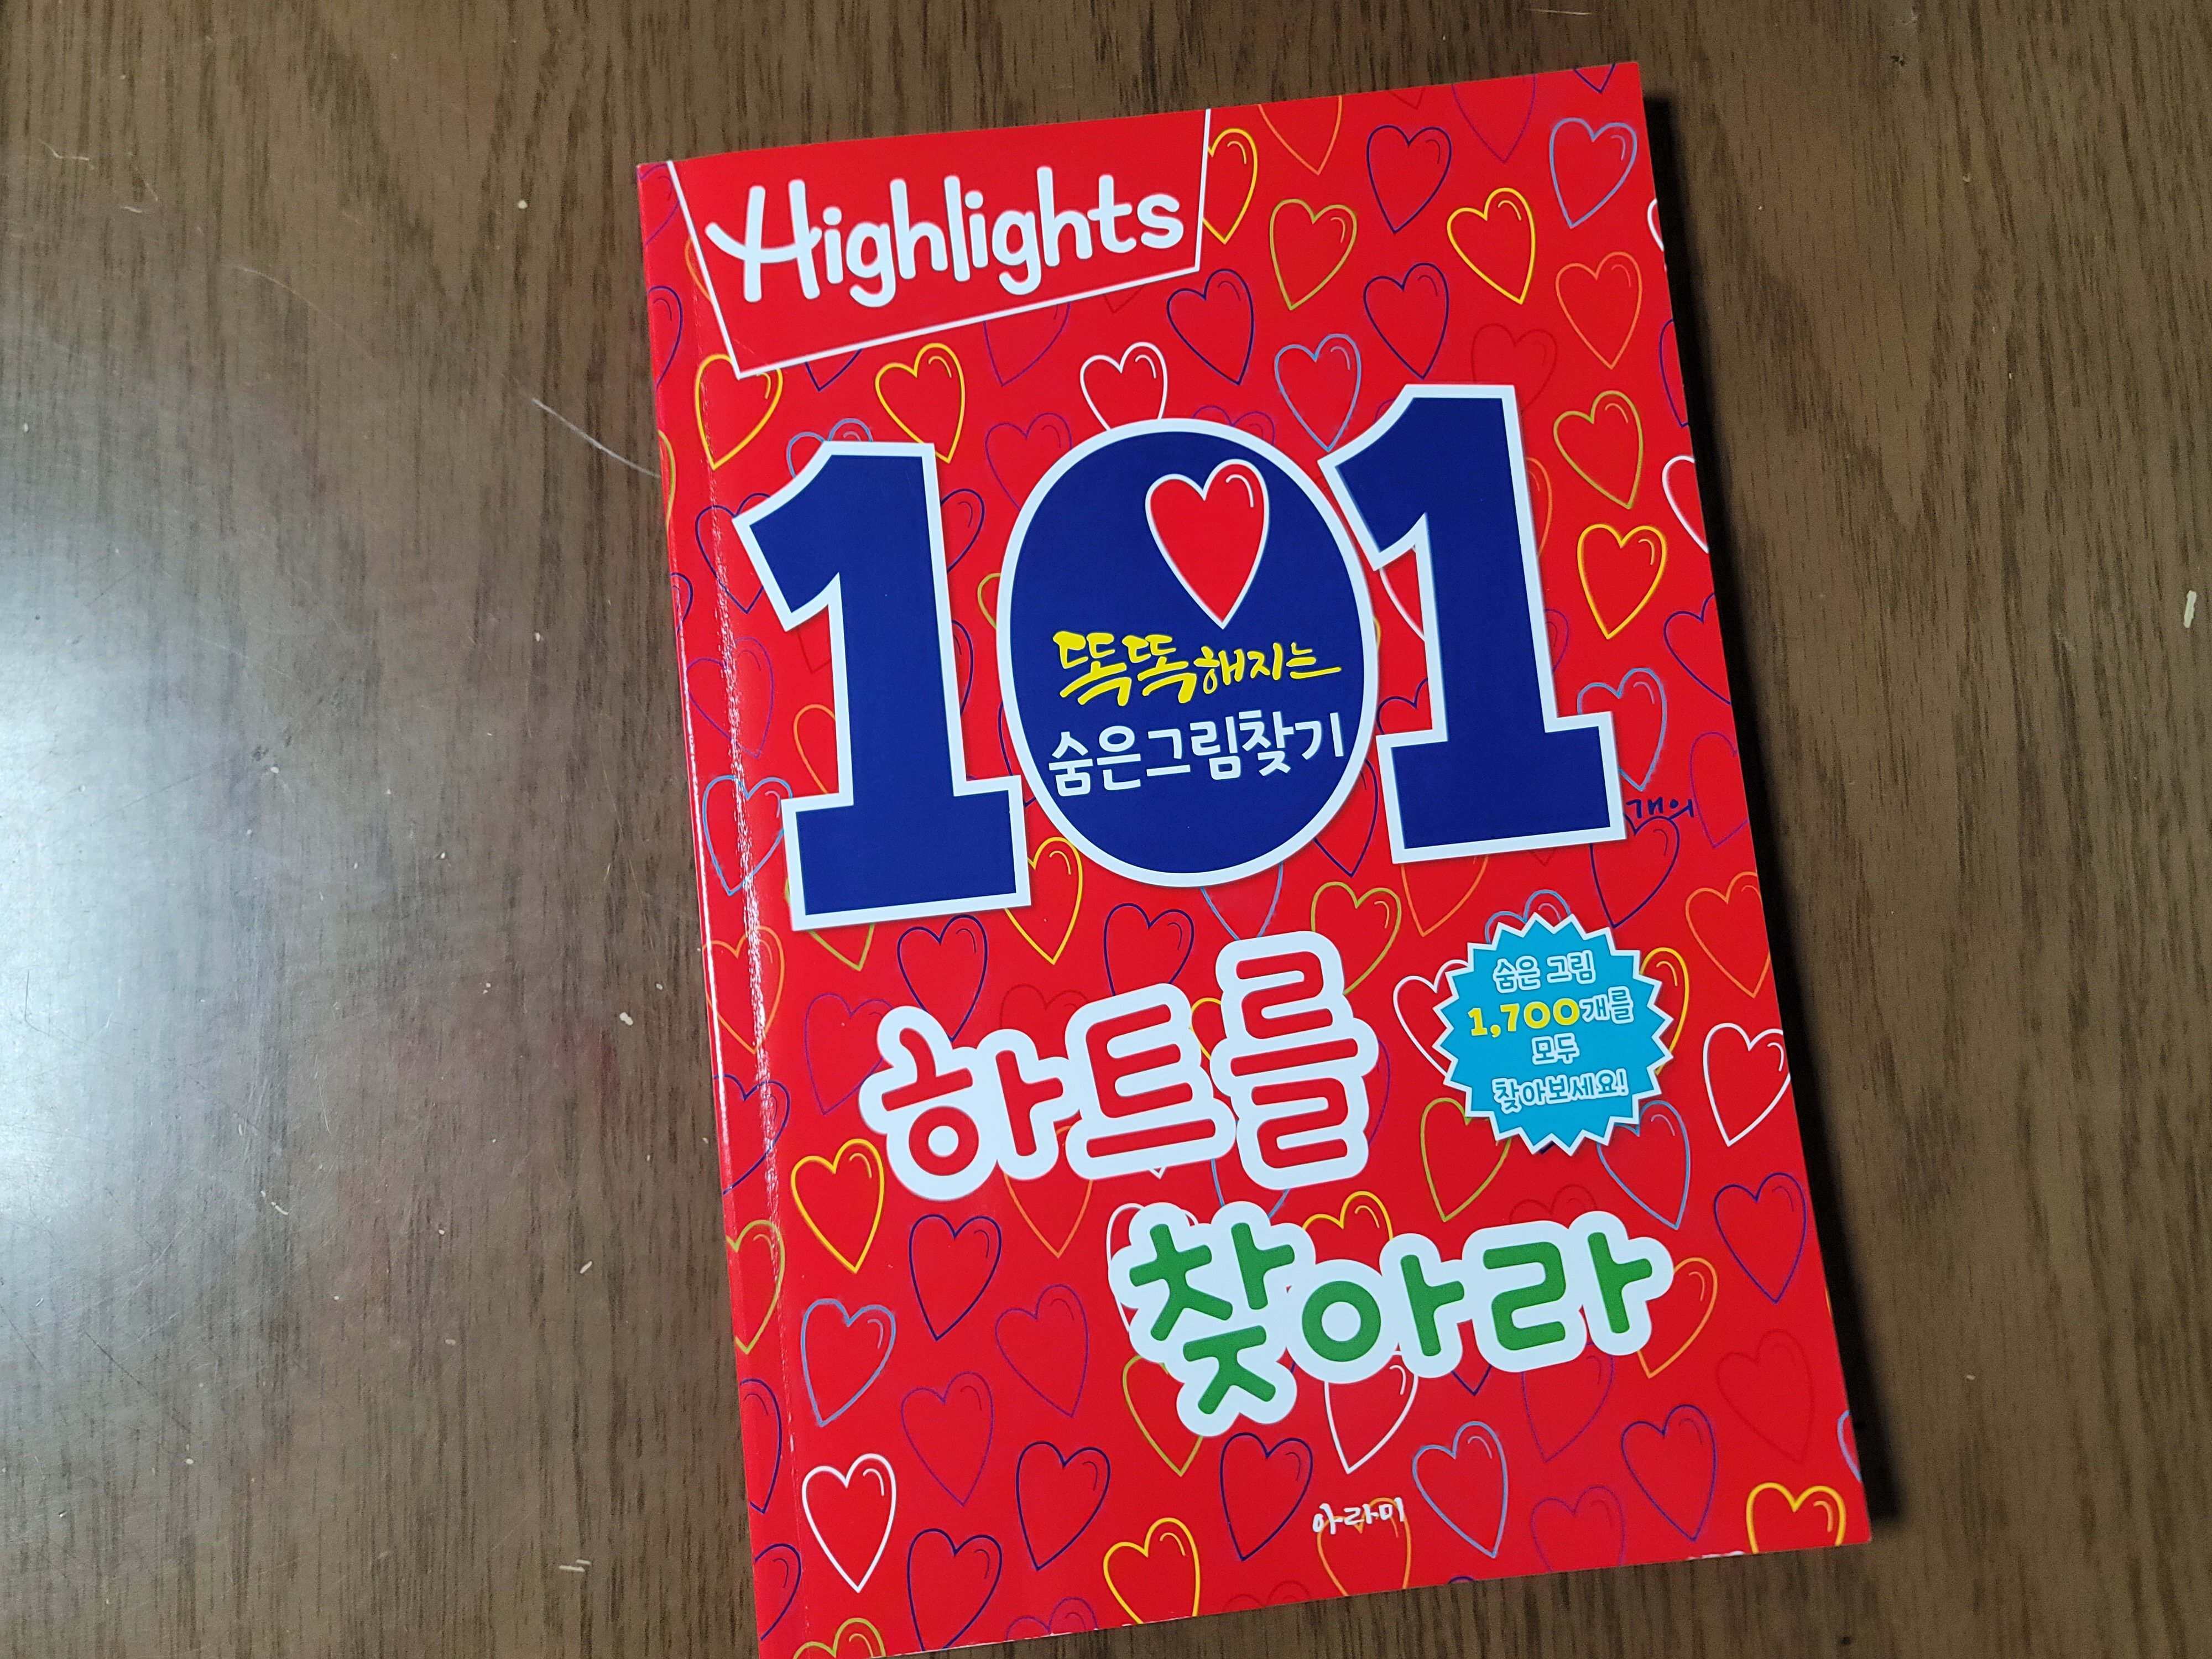 Highlights
101
똑똑해지는
숨은그림찾기
개의
하트를
찾아라
숨은 그림
1,700개를
모두
찾아보세요!
아라미